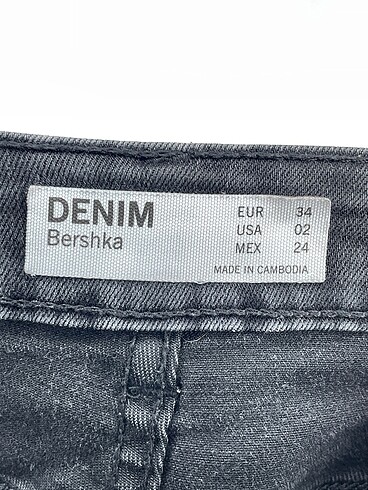 DENIM
Bershka
EUR 34
USA 02
MEX 24
MADE IN CAMBODIA